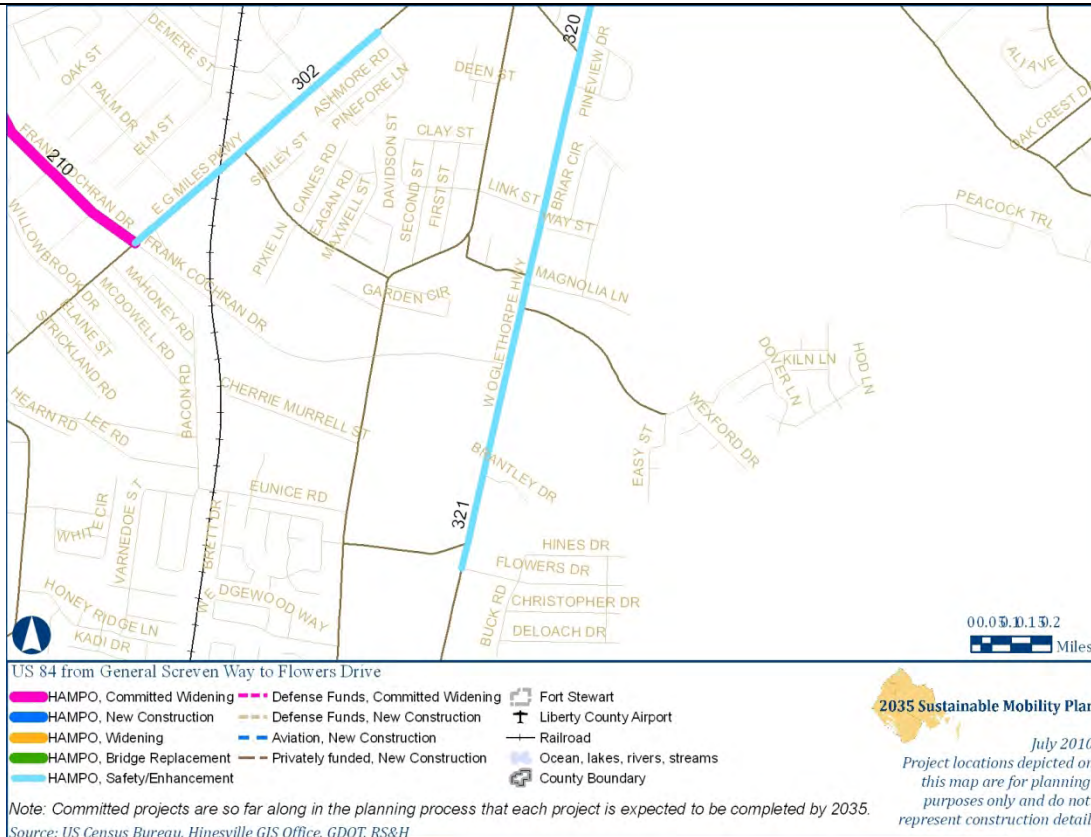 DEMERE ST
OAK ST
PALM DR
ELM ST
302
ASHMORE RD
PINEFORE LN
DEEN ST
320
PINEVIEW DR
ALI AVE
OAK CREST D
FRANK COCHRAN DR
210
E G MILES PKWY
SMILEY ST
CAINES RD
EAGAN RD
MAXWELL ST
PIXIE LN
DAVIDSON ST
CLAY ST
SECOND ST
FIRST ST
LINK ST
BRIAR CIR
WAY ST
PEACOCK TRL
WILLOWBROOK DR
FRANK COCHRAN DR
MAHONEY RD
MCDOWELL RD
ELAINE ST
STRICKLAND RD
GARDEN CIR
MAGNOLIA LN
W OGLETHORPE HWY
DOVER LN
KILN LN
HOD LN
WEXFORD DR
EASY ST
HEARN RD
LEE RD
BACON RD
CHERRIE MURRELL ST
BRANTLEY DR
EUNICE RD
321
WHITE CIR
VARNEDOE ST
BRETT DR
HINES DR
FLOWERS DR
BUCK RD
CHRISTOPHER DR
DELOACH DR
W EDGEWOOD WAY
HONEY RIDGE LN
KADI DR
0 0.05 0.1 0.15 0.2
Miles
US 84 from General Screven Way to Flowers Drive
HAMPO, Committed Widening
HAMPO, New Construction
HAMPO, Widening
HAMPO, Bridge Replacement
HAMPO, Safety/Enhancement
Defense Funds, Committed Widening
Defense Funds, New Construction
Aviation, New Construction
Privately funded, New Construction
Fort Stewart
Liberty County Airport
Railroad
Ocean, lakes, rivers, streams
County Boundary
Note: Committed projects are so far along in the planning process that each project is expected to be completed by 2035.
Source: US Census Bureau, Hinesville GIS Office, GDOT, RS&H
2035 Sustainable Mobility Plan
July 2010
Project locations depicted on
this map are for planning
purposes only and do not
represent construction detail